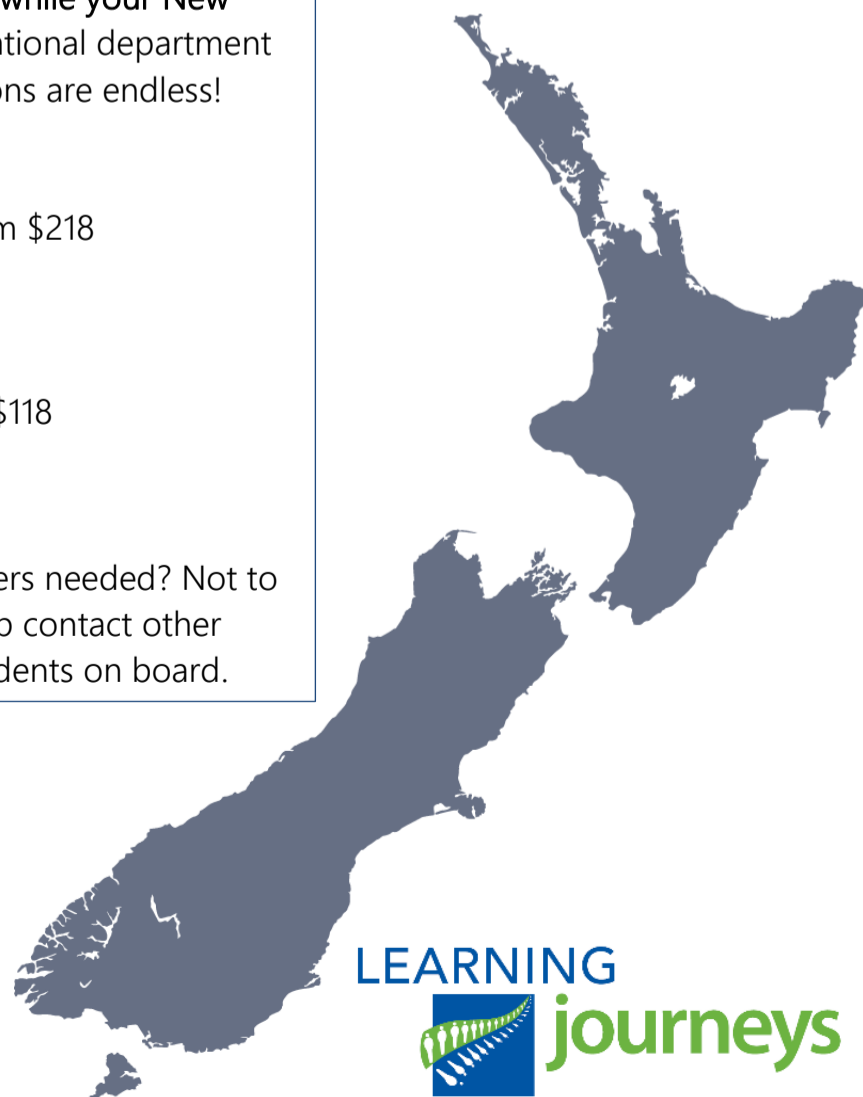 while your New
ational department
ons are endless!
m $218
$118
ers needed? Not to
p contact other
dents on board.
LEARNING
journeys